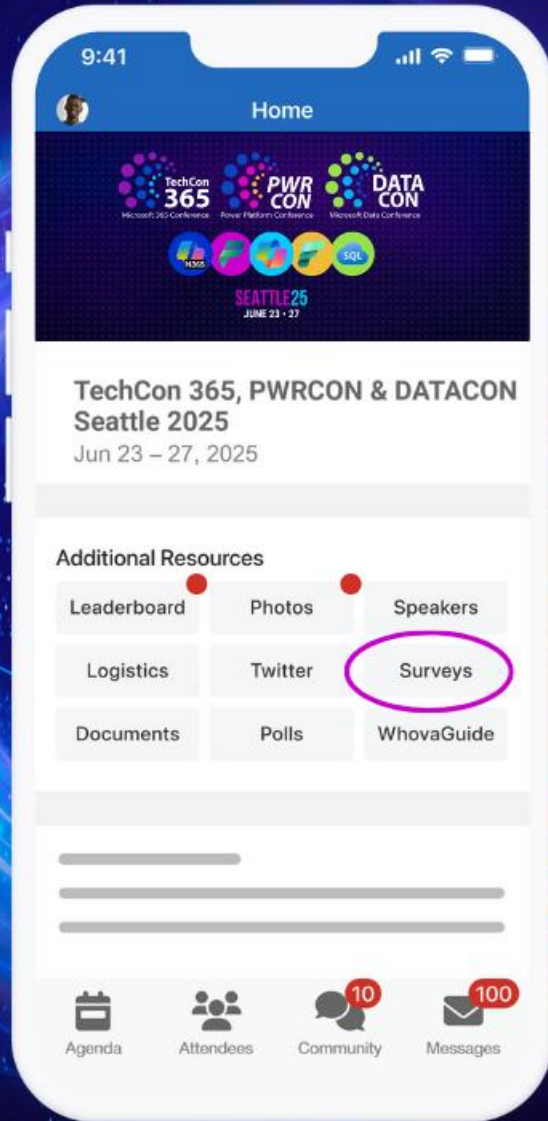 9:41
Home
TechCon
365
Microsoft 365 Conference
PWR
CON
Power Platform Conference
DATA
CON
Microsoft Data Conference
M365
SQL
SEATTLE25
JUNE 23 • 27
TechCon 365, PWRCON & DATACON
Seattle 2025
Jun 23 – 27, 2025
Additional Resources
Leaderboard Photos Speakers
Logistics Twitter Surveys
Documents Polls WhovaGuide
10 100
Agenda Attendees Community Messages